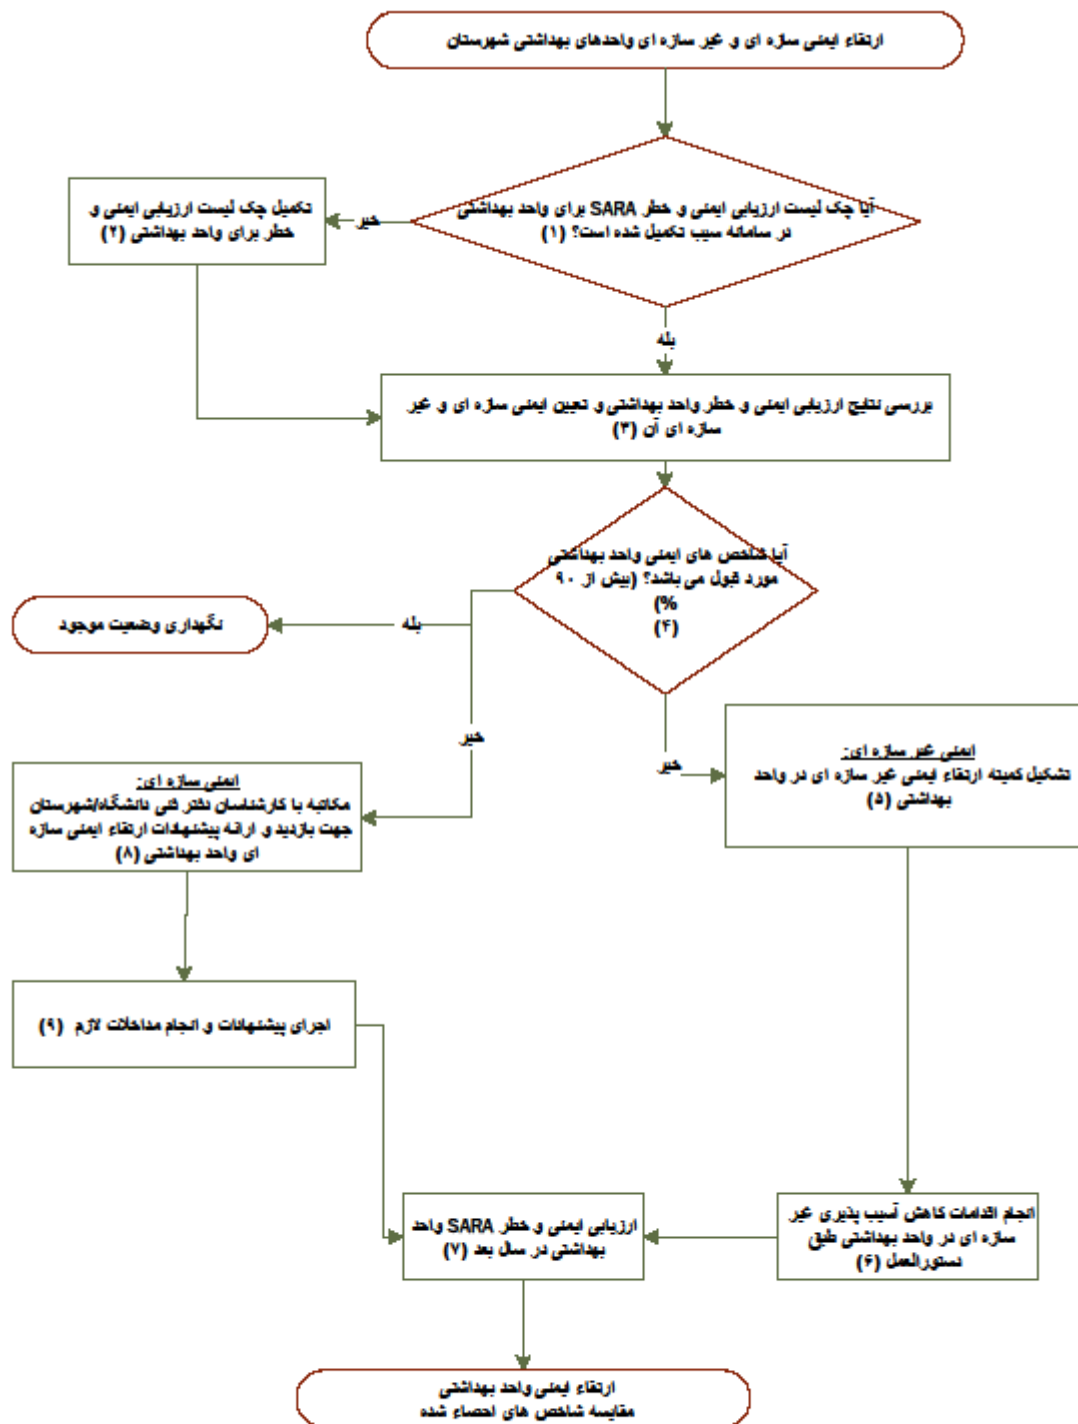 ارتقاء ایمنی سازه ای و غیر سازه ای واحدهای بهداشتی شهرستان
آیا چک لیست ارزیابی ایمنی و خطر SARA برای واحد بهداشتی
در سامانه سیب تکمیل شده است؟ (۱)
خیر
تکمیل چک لیست ارزیابی ایمنی و
خطر برای واحد بهداشتی (۲)
بله
بررسی نتایج ارزیابی ایمنی و خطر واحد بهداشتی و تعیین ایمنی سازه ای و غیر
سازه ای آن (۳)
آیا شاخص های ایمنی واحد بهداشتی
مورد قبول می باشد؟ (بیش از ۹۰
%)
(۴)
بله
نگهداری وضعیت موجود
خیر
خیر
ایمنی غیر سازه ای:
تشکیل کمیته ارتقاء ایمنی غیر سازه ای در واحد
بهداشتی (۵)
ایمنی سازه ای:
مکاتبه با کارشناسان دفتر فنی دانشگاه/شهرستان
جهت بازدید و ارائه پیشنهادات ارتقاء ایمنی سازه
ای واحد بهداشتی (۸)
اجرای پیشنهادات و انجام مداخلات لازم (۹)
انجام اقدامات کاهش آسیب پذیری غیر
سازه ای در واحد بهداشتی طبق
دستورالعمل (۶)
ارزیابی ایمنی و خطر SARA واحد
بهداشتی در سال بعد (۷)
ارتقاء ایمنی واحد بهداشتی
مقایسه شاخص های احصاء شده